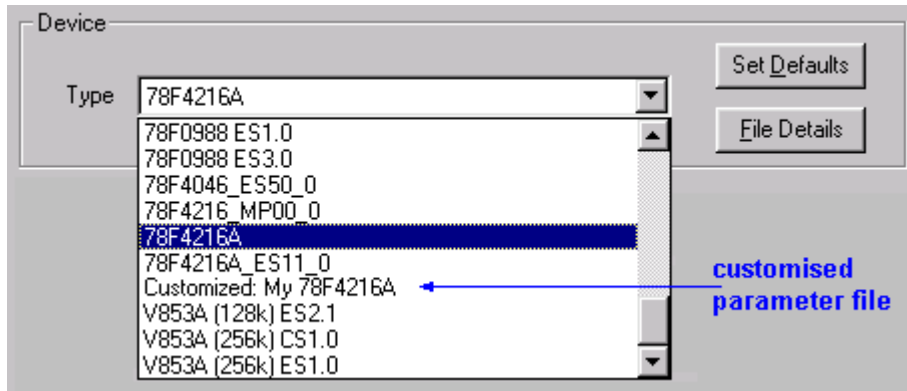 Device
Set Defaults
Type 78F4216A
File Details
78F0988 ES1.0
78F0988 ES3.0
78F4046_ES50_0
78F4216_MP00_0
78F4216A
78F4216A_ES11_0
Customized: My 78F4216A
V853A (128k) ES2.1
V853A (256k) CS1.0
V853A (256k) ES1.0
customised
parameter file